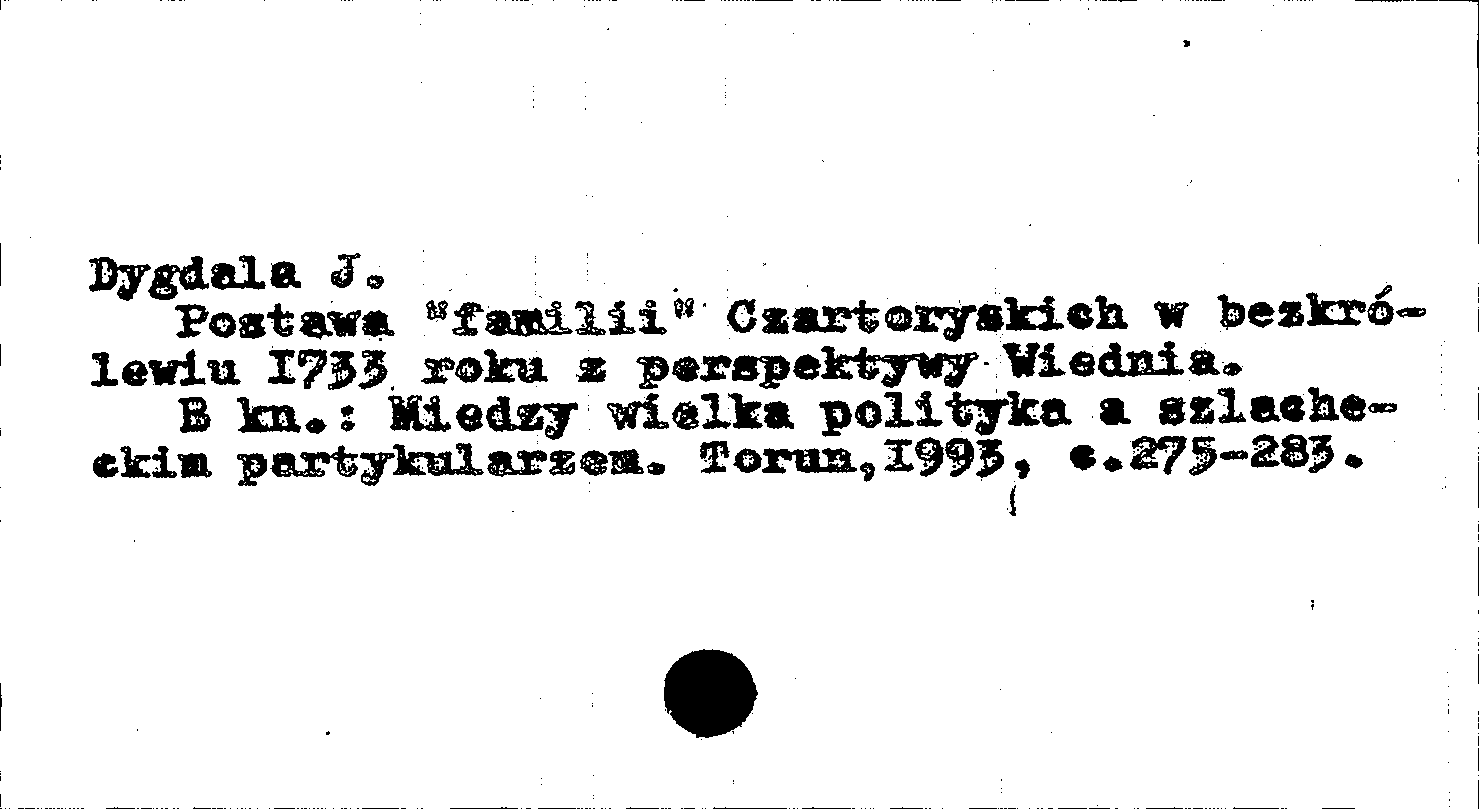 Dygdala J.
Postawa "familii" Czartoryskich w bezkró-
lewiu I733 roku z perspektywy Wiednia.
B kn.: Miedzy wielka polityka a szlache-
ckim partykularzem. Torun,I993, c.275-283.